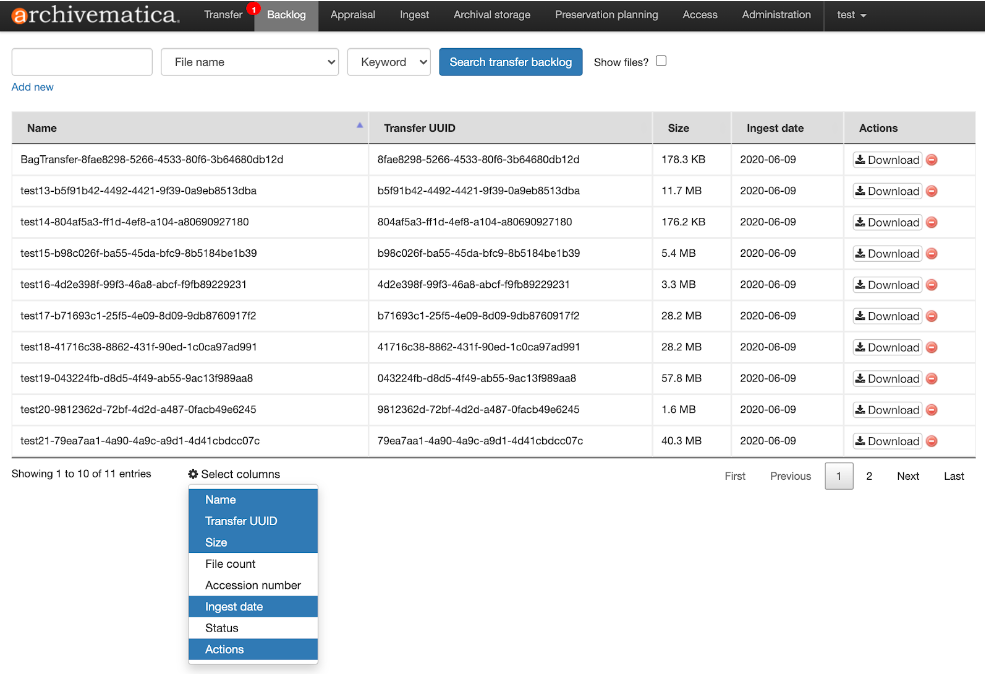 archivematica.
Transfer 1 Backlog Appraisal Ingest Archival storage Preservation planning Access Administration test
File name Keyword Search transfer backlog Show files?
Add new
Name Transfer UUID Size Ingest date Actions
BagTransfer-8fae8298-5266-4533-80f6-3b64680db12d 8fae8298-5266-4533-80f6-3b64680db12d 178.3 KB 2020-06-09 Download
test13-b5f91b42-4492-4421-9f39-0a9eb8513dba b5f91b42-4492-4421-9f39-0a9eb8513dba 11.7 MB 2020-06-09 Download
test14-804af5a3-ff1d-4ef8-a104-a80690927180 804af5a3-ff1d-4ef8-a104-a80690927180 176.2 KB 2020-06-09 Download
test15-b98c026f-ba55-45da-bfc9-8b5184be1b39 b98c026f-ba55-45da-bfc9-8b5184be1b39 5.4 MB 2020-06-09 Download
test16-4d2e398f-99f3-46a8-abcf-f9fb89229231 4d2e398f-99f3-46a8-abcf-f9fb89229231 3.3 MB 2020-06-09 Download
test17-b71693c1-25f5-4e09-8d09-9db8760917f2 b71693c1-25f5-4e09-8d09-9db8760917f2 28.2 MB 2020-06-09 Download
test18-41716c38-8862-431f-90ed-1c0ca97ad991 41716c38-8862-431f-90ed-1c0ca97ad991 28.2 MB 2020-06-09 Download
test19-043224fb-d8d5-4f49-ab55-9ac13f989aa8 043224fb-d8d5-4f49-ab55-9ac13f989aa8 57.8 MB 2020-06-09 Download
test20-9812362d-72bf-4d2d-a487-0facb49e6245 9812362d-72bf-4d2d-a487-0facb49e6245 1.6 MB 2020-06-09 Download
test21-79ea7aa1-4a90-4a9c-a9d1-4d41cbdcc07c 79ea7aa1-4a90-4a9c-a9d1-4d41cbdcc07c 40.3 MB 2020-06-09 Download
Showing 1 to 10 of 11 entries Select columns First Previous 1 2 Next Last
Name
Transfer UUID
Size
File count
Accession number
Ingest date
Status
Actions